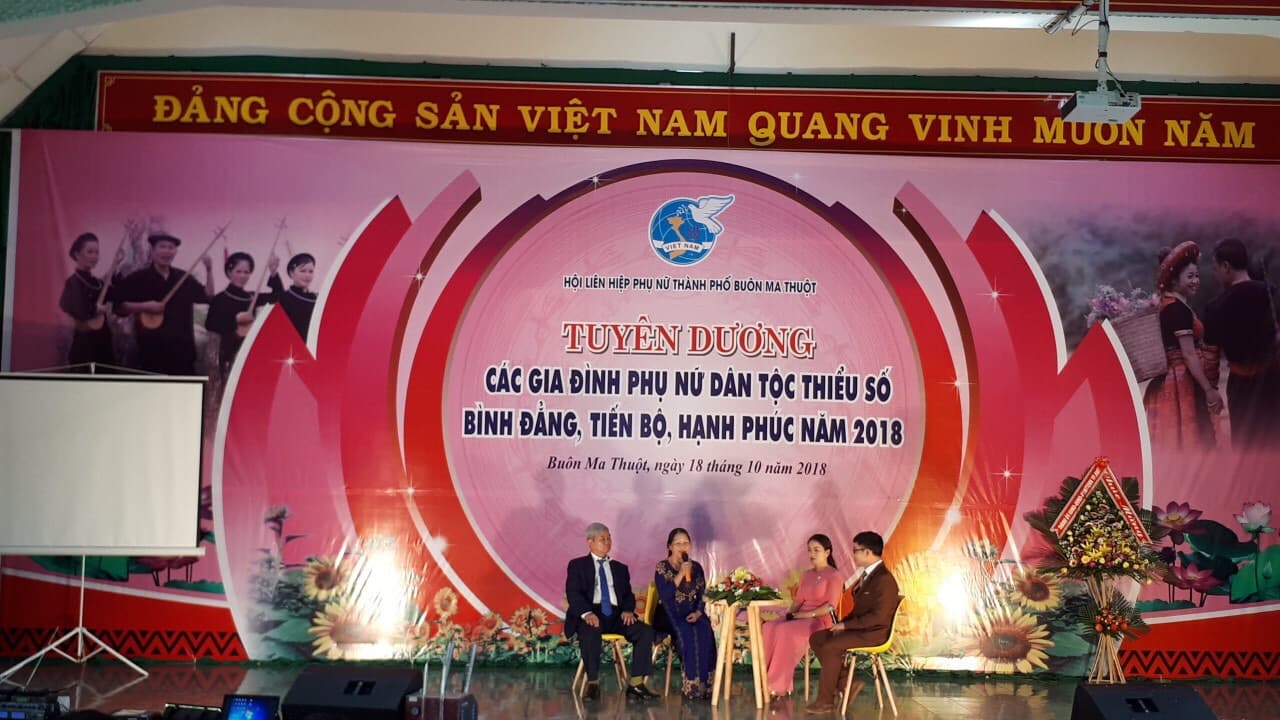 ĐẢNG CỘNG SẢN VIỆT NAM QUANG VINH MUÔN NĂM
VIỆT NAM
HỘI LIÊN HIỆP PHỤ NỮ THÀNH PHỐ BUÔN MA THUỘT
TUYÊN DƯƠNG
CÁC GIA ĐÌNH PHỤ NỮ DÂN TỘC THIỂU SỐ
BÌNH ĐẲNG, TIẾN BỘ, HẠNH PHÚC NĂM 2018
Buôn Ma Thuột, ngày 18 tháng 10 năm 2018